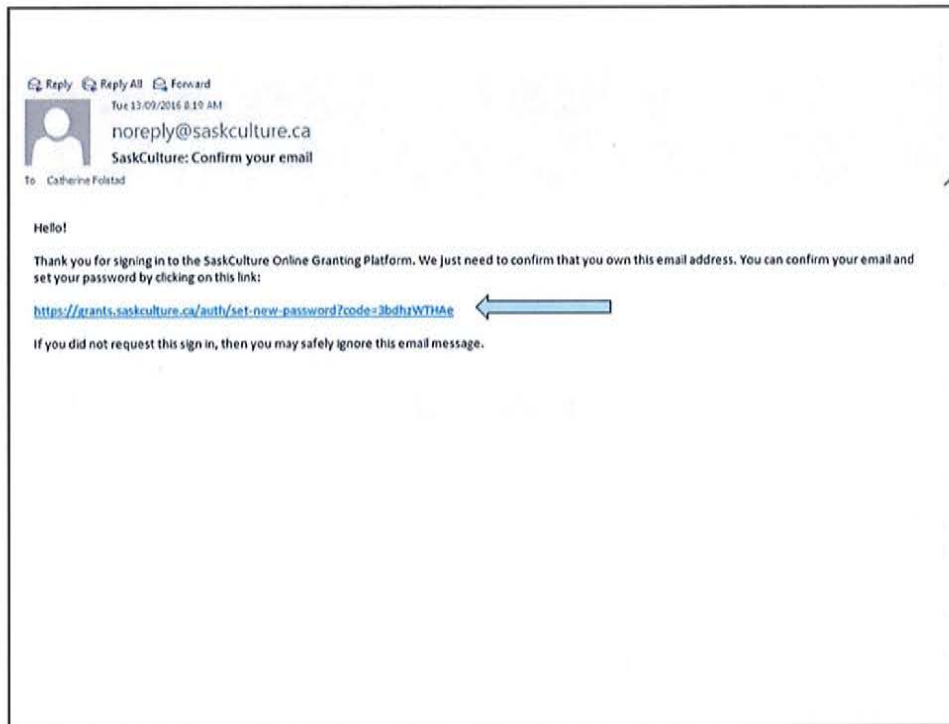 Reply Reply All Forward
Tue 13/09/2016 8:19 AM
noreply@saskculture.ca
SaskCulture: Confirm your email
To Catherine Folstad
Hello!
Thank you for signing in to the SaskCulture Online Granting Platform. We just need to confirm that you own this email address. You can confirm your email and
set your password by clicking on this link:
https://grants.saskculture.ca/auth/set-new-password?code=3bdhzWTHAe
If you did not request this sign in, then you may safely ignore this email message.